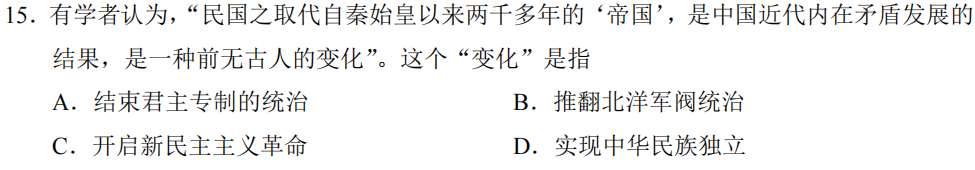 15．有学者认为，“民国之取代自秦始皇以来两千多年的‘帝国’，是中国近代内在矛盾发展的
结果，是一种前无古人的变化”。这个“变化”是指
A．结束君主专制的统治 B．推翻北洋军阀统治
C．开启新民主主义革命 D．实现中华民族独立